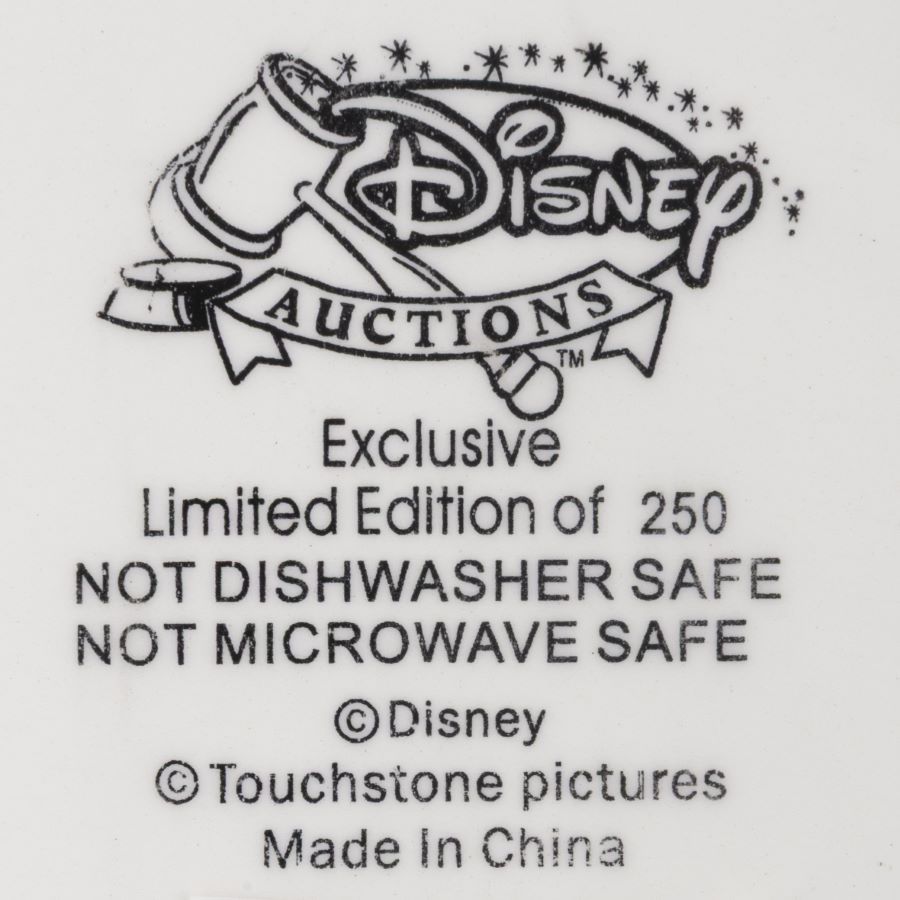 Disney
AUCTIONS
TM
Exclusive
Limited Edition of 250
NOT DISHWASHER SAFE
NOT MICROWAVE SAFE
©Disney
©Touchstone pictures
Made In China